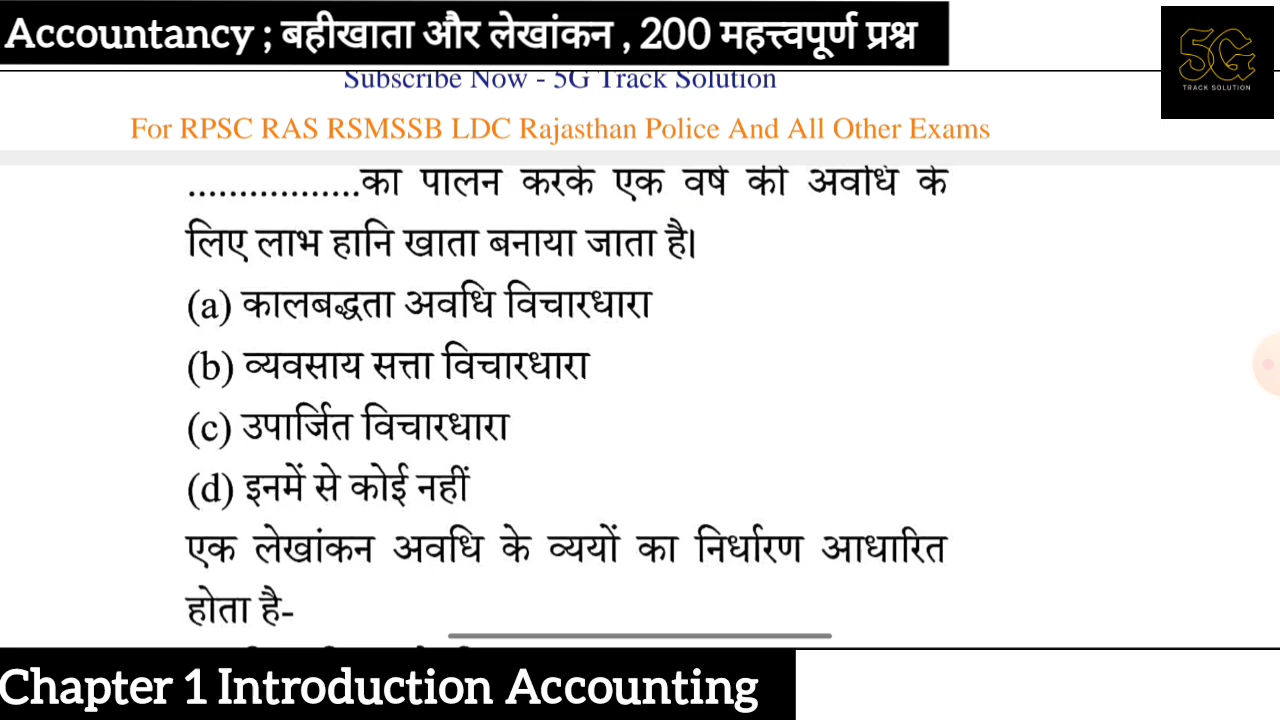 Accountancy ; बहीखाता और लेखांकन , 200 महत्त्वपूर्ण प्रश्न
5G
TRACK SOLUTION
Subscribe Now - 5G Track Solution
For RPSC RAS RSMSSB LDC Rajasthan Police And All Other Exams
.................का पालन करके एक वर्ष की अवधि के
लिए लाभ हानि खाता बनाया जाता है।
(a) कालबद्धता अवधि विचारधारा
(b) व्यवसाय सत्ता विचारधारा
(c) उपार्जित विचारधारा
(d) इनमें से कोई नहीं
एक लेखांकन अवधि के व्ययों का निर्धारण आधारित
होता है-
Chapter 1 Introduction Accounting